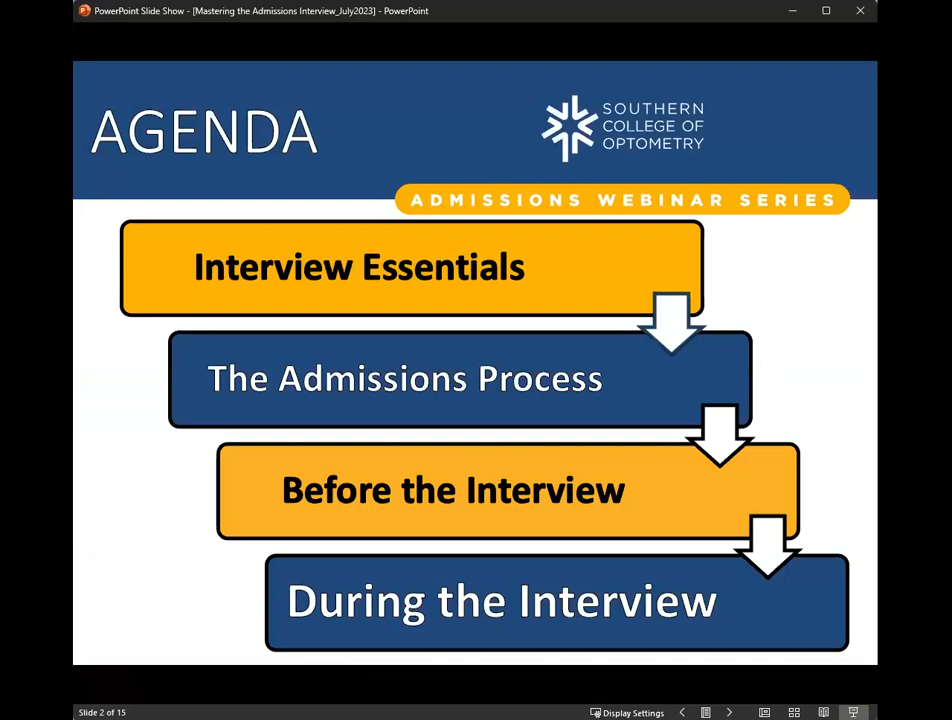 PowerPoint Slide Show - [Mastering the Admissions Interview_July2023] - PowerPoint
AGENDA
SOUTHERN
COLLEGE OF
OPTOMETRY
ADMISSIONS WEBINAR SERIES
Interview Essentials
The Admissions Process
Before the Interview
During the Interview
Slide 2 of 15
Display Settings